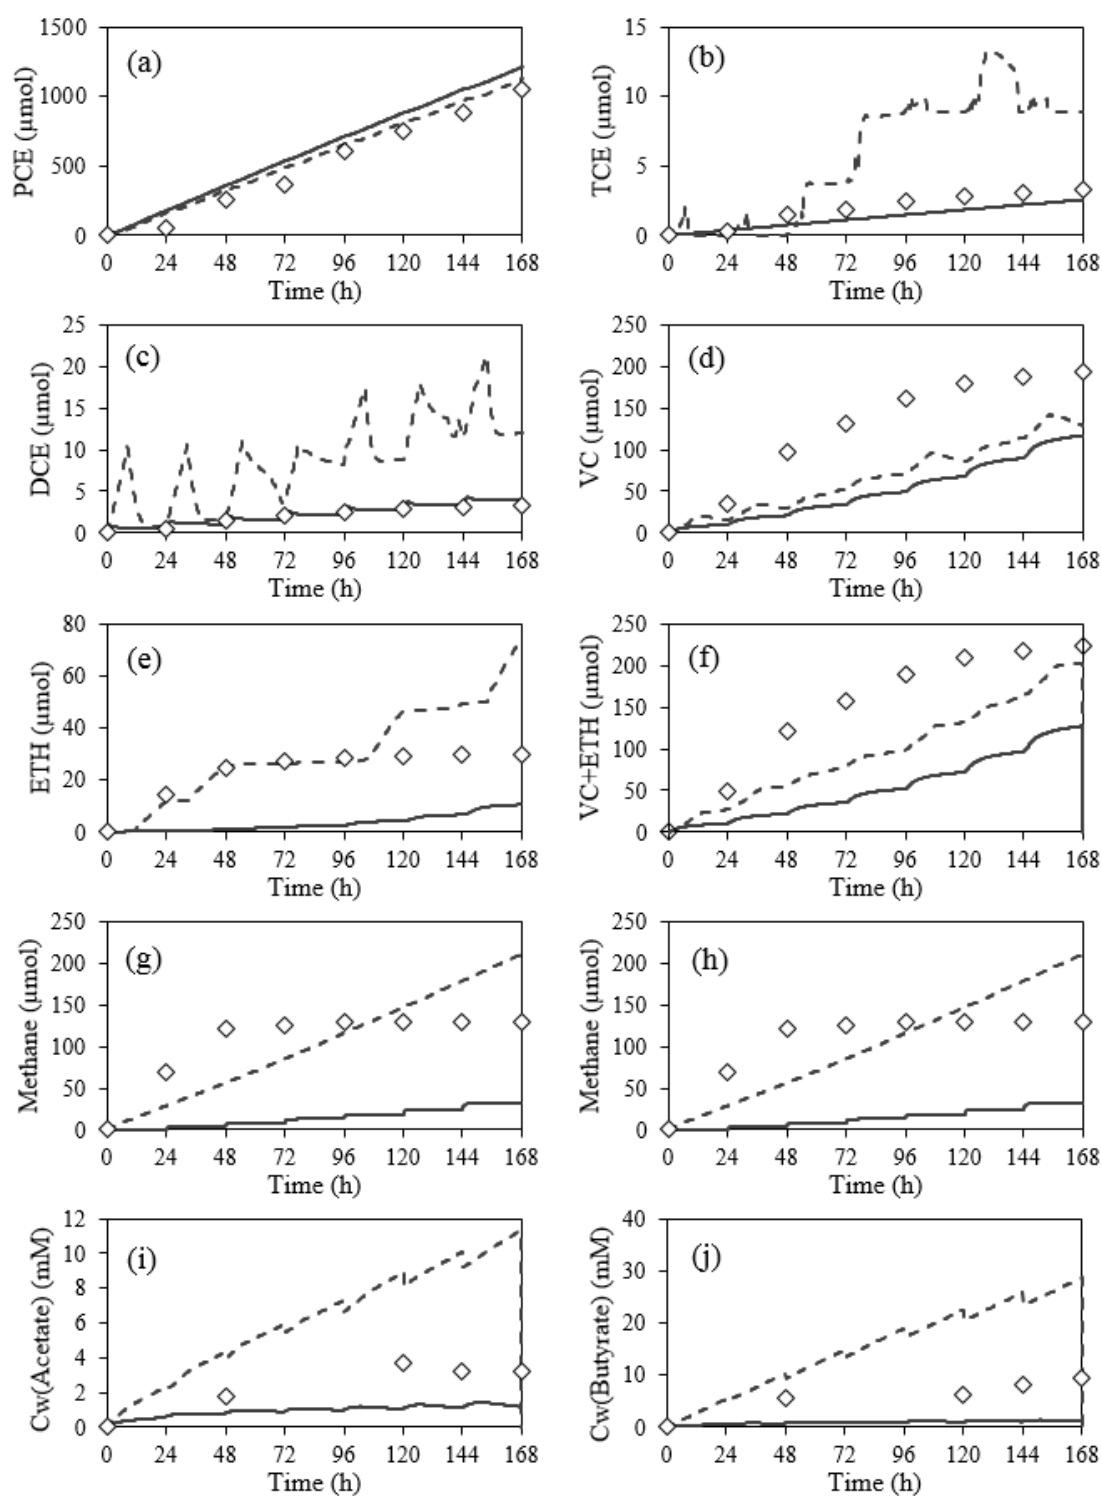 (a)
PCE (µmol)
1500
1000
500
0
0 24 48 72 96 120 144 168
Time (h)
(b)
TCE (µmol)
15
10
5
0
0 24 48 72 96 120 144 168
Time (h)
(c)
DCE (µmol)
25
20
15
10
5
0
0 24 48 72 96 120 144 168
Time (h)
(d)
VC (µmol)
250
200
150
100
50
0
0 24 48 72 96 120 144 168
Time (h)
(e)
ETH (µmol)
80
60
40
20
0
0 24 48 72 96 120 144 168
Time (h)
(f)
VC+ETH (µmol)
250
200
150
100
50
0
0 24 48 72 96 120 144 168
Time (h)
(g)
Methane (µmol)
250
200
150
100
50
0
0 24 48 72 96 120 144 168
Time (h)
(h)
Methane (µmol)
250
200
150
100
50
0
0 24 48 72 96 120 144 168
Time (h)
(i)
Cw(Acetate) (mM)
12
10
8
6
4
2
0
0 24 48 72 96 120 144 168
Time (h)
(j)
Cw(Butyrate) (mM)
40
30
20
10
0
0 24 48 72 96 120 144 168
Time (h)